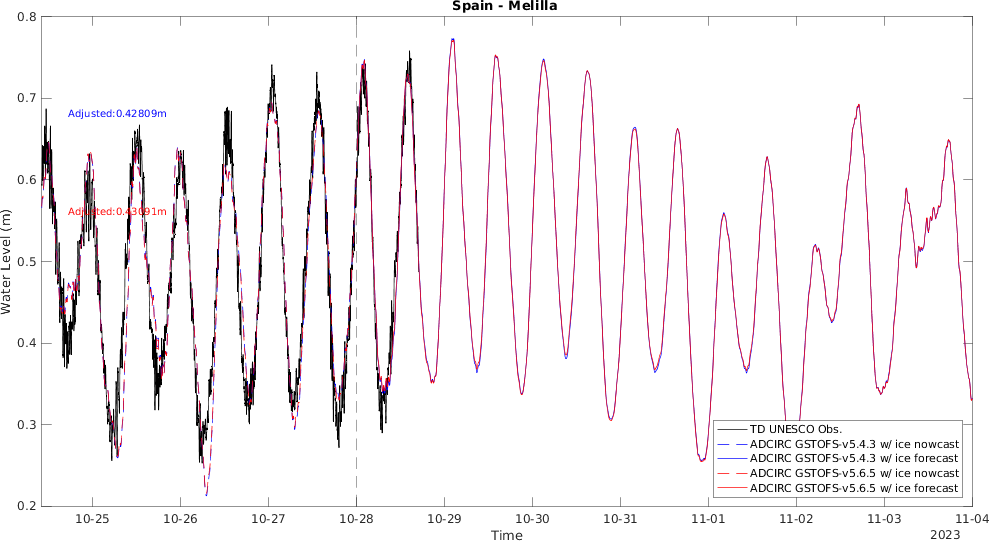 Spain - Melilla
0.8
0.7
0.6
0.5
0.4
0.3
0.2
Water Level (m)
Adjusted:0.42809m
Adjusted:0.43091m
TD UNESCO Obs.
ADCIRC GSTOFS-v5.4.3 w/ ice nowcast
ADCIRC GSTOFS-v5.4.3 w/ ice forecast
ADCIRC GSTOFS-v5.6.5 w/ ice nowcast
ADCIRC GSTOFS-v5.6.5 w/ ice forecast
10-25 10-26 10-27 10-28 10-29 10-30 10-31 11-01 11-02 11-03 11-04
Time
2023